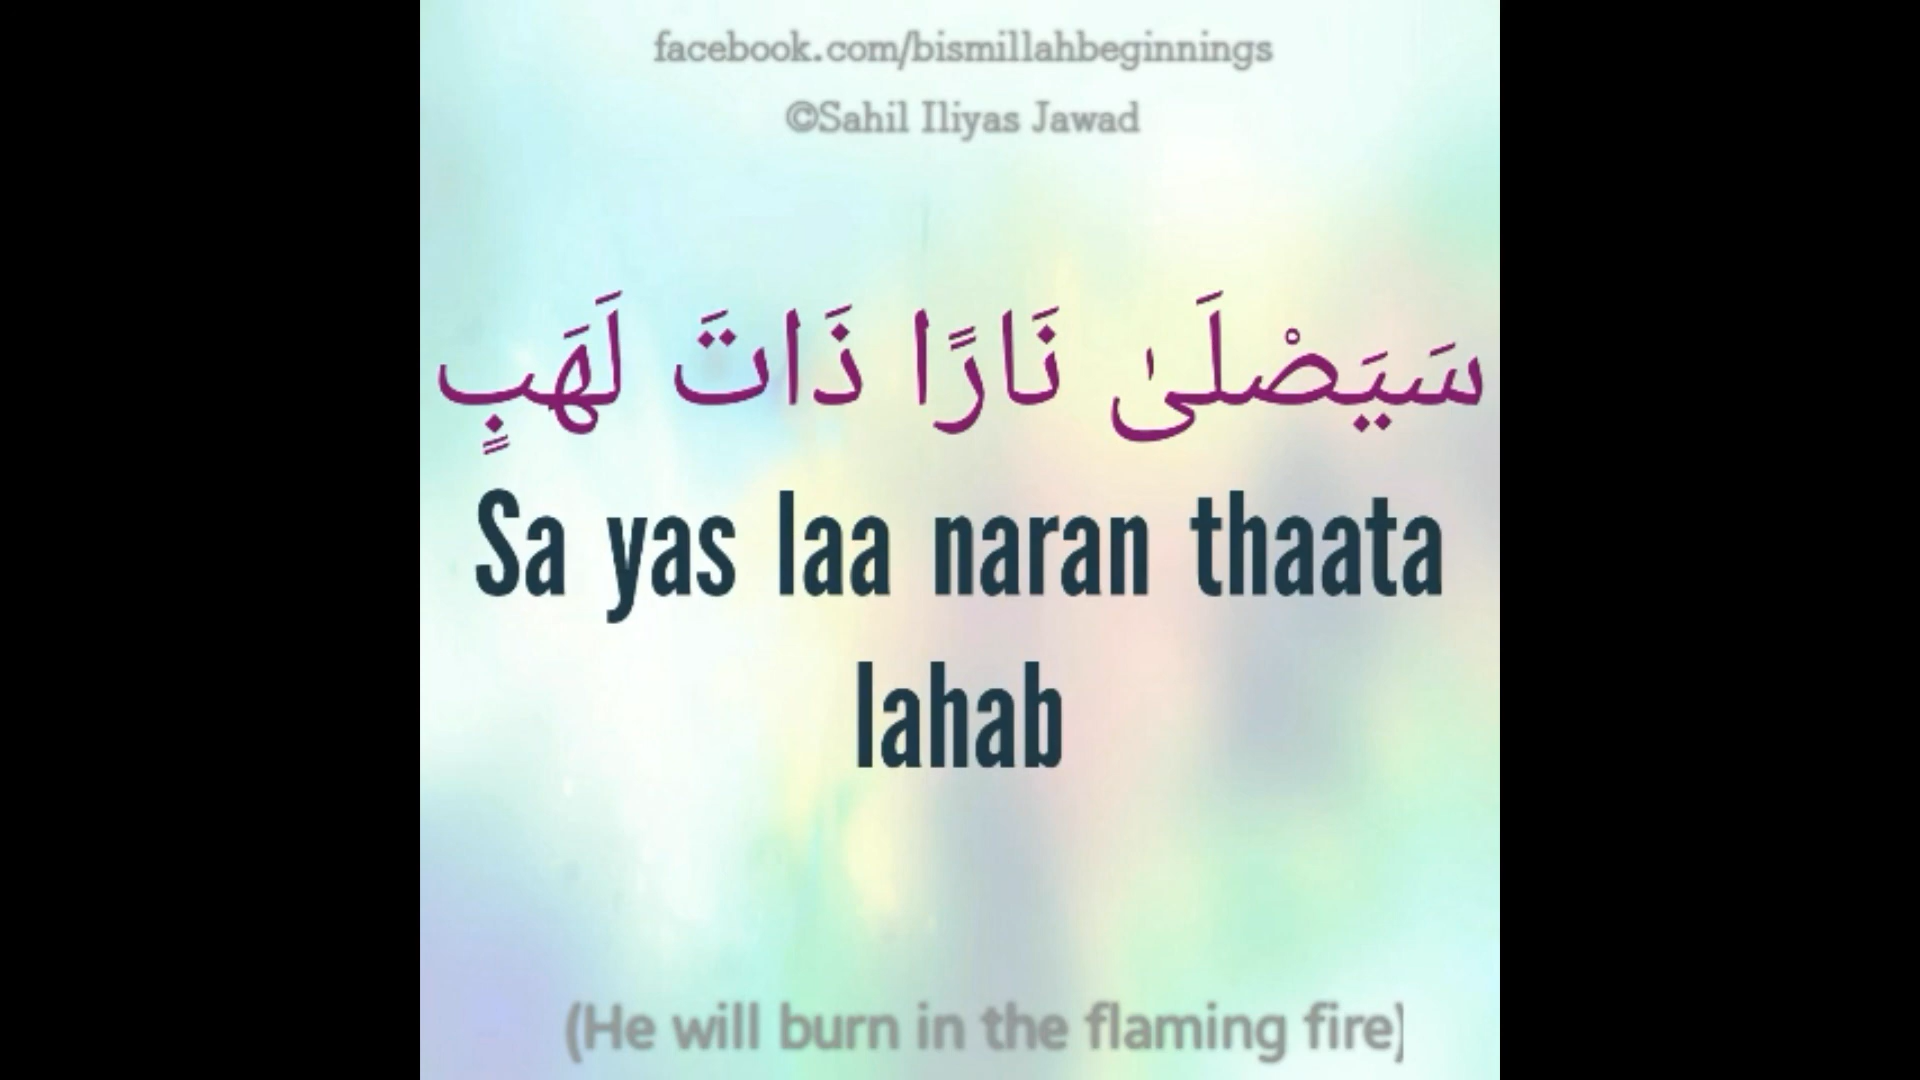 facebook.com/bismillahbeginnings
©Sahil Iliyas Jawad
سَيَصْلَىٰ نَارًا ذَاتَ لَهَبٍ
Sa yas laa naran thaata
lahab
(He will burn in the flaming fire)